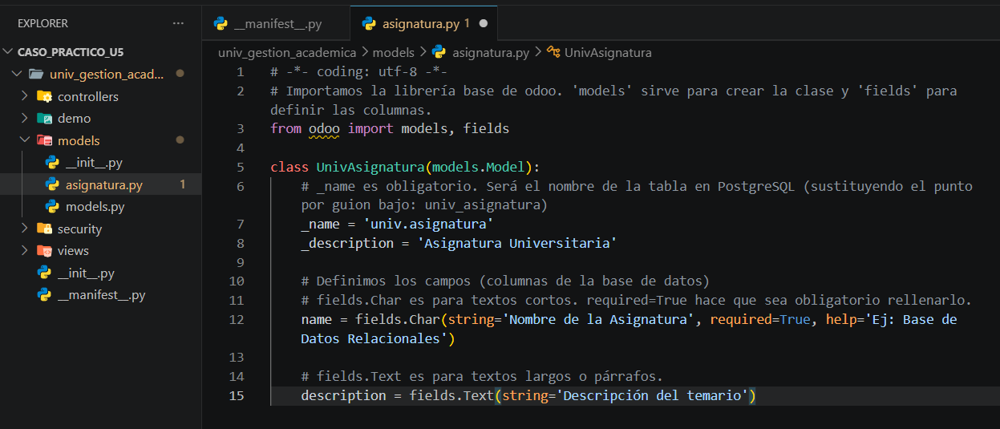 EXPLORER ...
CASO_PRACTICO_U5
univ_gestion_acad...
controllers
demo
models
__init__.py
asignatura.py 1
models.py
security
views
__init__.py
__manifest__.py
__manifest__.py
asignatura.py 1
univ_gestion_academica > models > asignatura.py > UnivAsignatura
1 # -*- coding: utf-8 -*-
2 # Importamos la librería base de odoo. 'models' sirve para crear la clase y 'fields' para
definir las columnas.
3 from odoo import models, fields
4
5 class UnivAsignatura(models.Model):
6 # _name es obligatorio. Será el nombre de la tabla en PostgreSQL (sustituyendo el punto
por guion bajo: univ_asignatura)
7 _name = 'univ.asignatura'
8 _description = 'Asignatura Universitaria'
9
10 # Definimos los campos (columnas de la base de datos)
11 # fields.Char es para textos cortos. required=True hace que sea obligatorio rellenarlo.
12 name = fields.Char(string='Nombre de la Asignatura', required=True, help='Ej: Base de
Datos Relacionales')
13
14 # fields.Text es para textos largos o párrafos.
15 description = fields.Text(string='Descripción del temario')